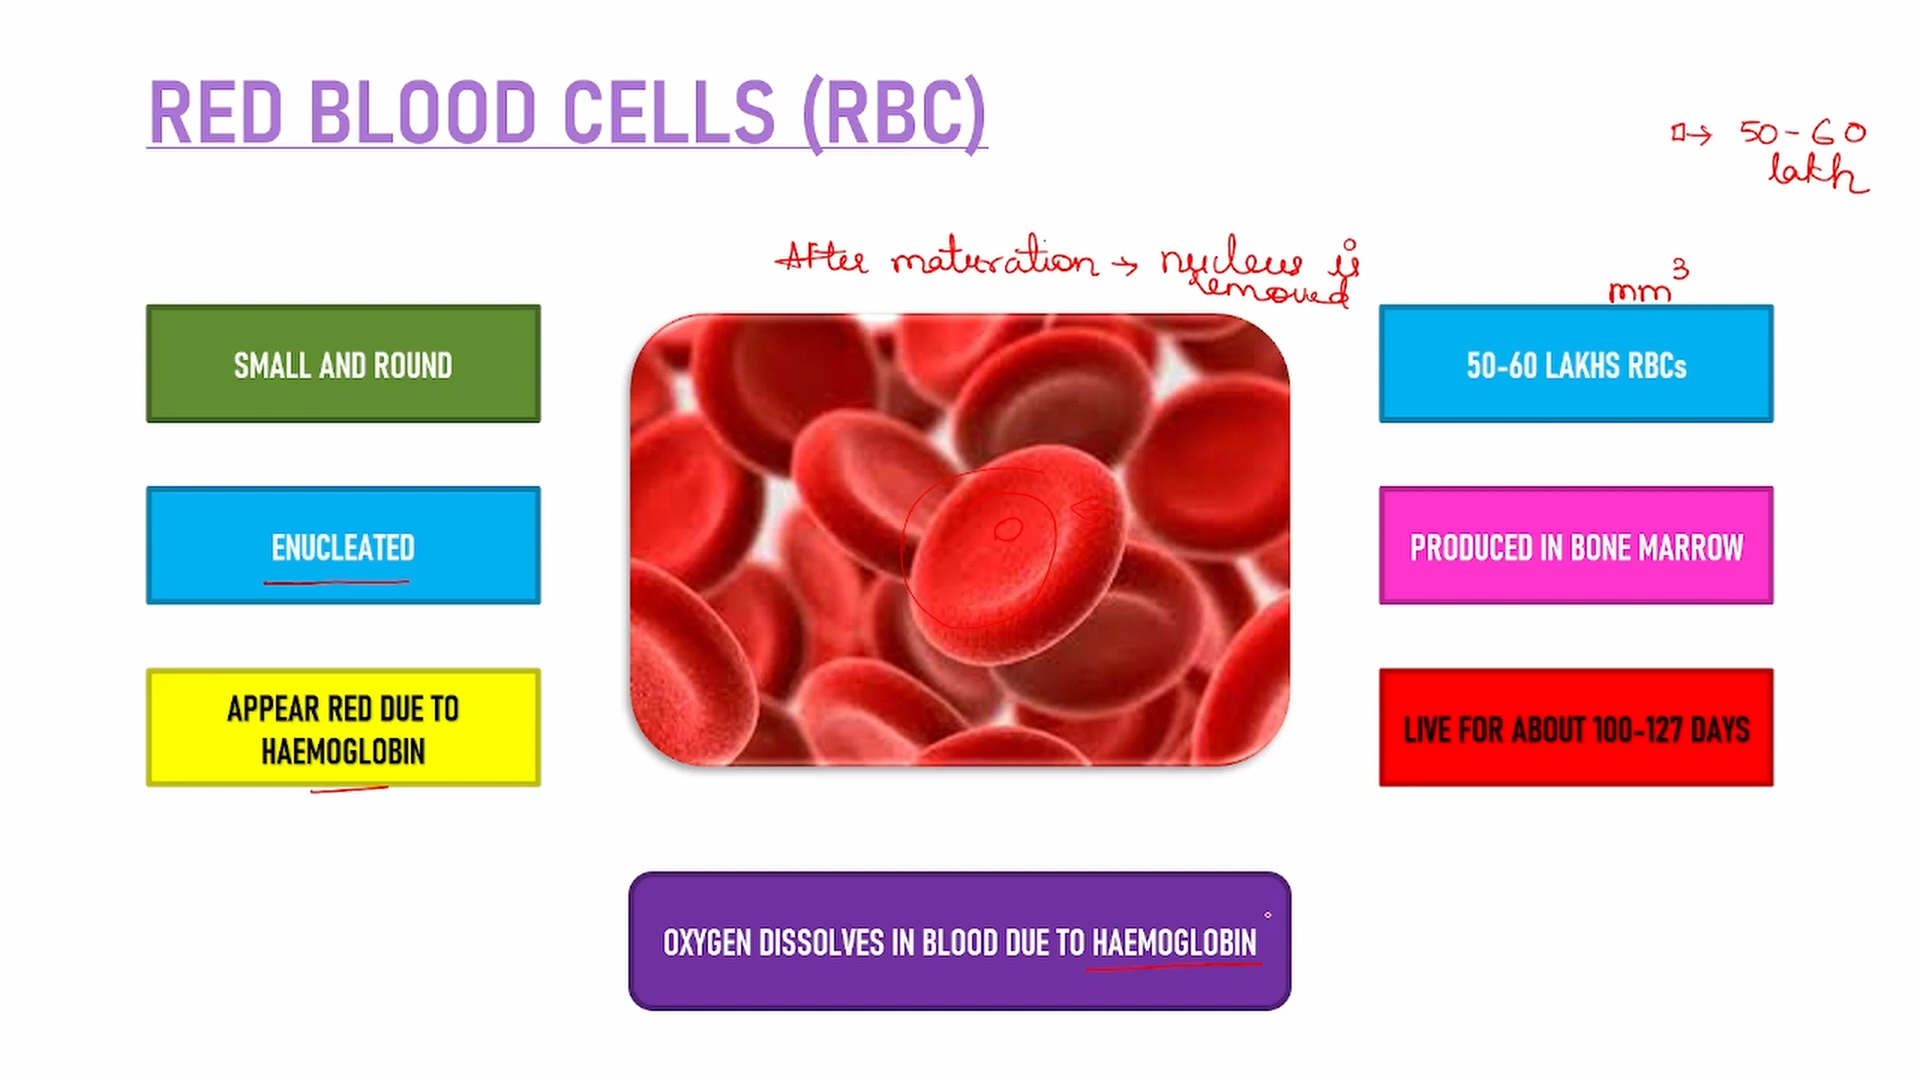 RED BLOOD CELLS (RBC)
→ 50-60
lakh
After maturation → nucleus is
removed
mm³
SMALL AND ROUND
50-60 LAKHS RBCs
ENUCLEATED
PRODUCED IN BONE MARROW
APPEAR RED DUE TO
HAEMOGLOBIN
LIVE FOR ABOUT 100-127 DAYS
OXYGEN DISSOLVES IN BLOOD DUE TO HAEMOGLOBIN